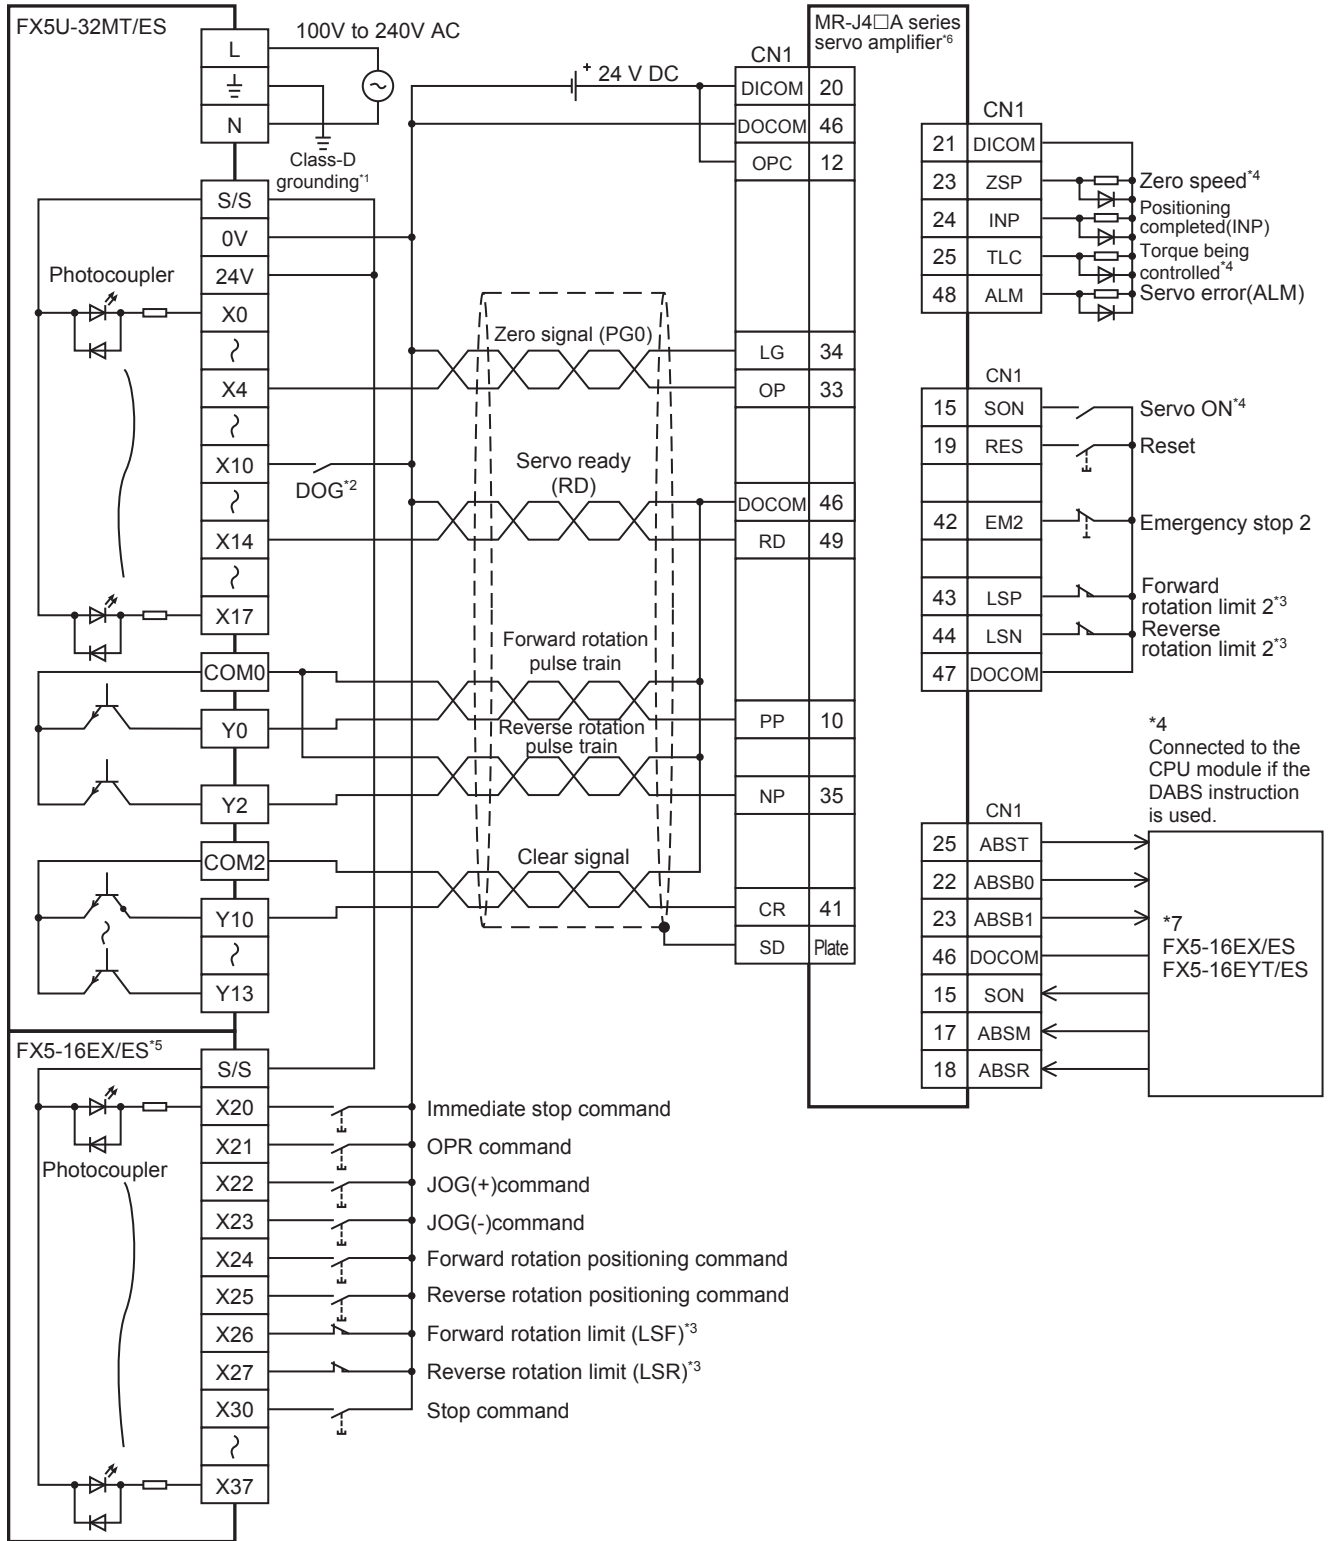 FX5U-32MT/ES
L
N
100V to 240V AC
Class-D
grounding*1
S/S
0V
24V
X0
X4
X10
X14
X17
COM0
Y0
Y2
COM2
Y10
Y13
Photocoupler
DOG*2
FX5-16EX/ES*5
S/S
X20
X21
X22
X23
X24
X25
X26
X27
X30
X37
Photocoupler
Immediate stop command
OPR command
JOG(+)command
JOG(-)command
Forward rotation positioning command
Reverse rotation positioning command
Forward rotation limit (LSF)*3
Reverse rotation limit (LSR)*3
Stop command
+ 24 V DC
Zero signal (PG0)
Servo ready
(RD)
Forward rotation
pulse train
Reverse rotation
pulse train
Clear signal
MR-J4□A series
servo amplifier*6
CN1
DICOM 20
DOCOM 46
OPC 12
LG 34
OP 33
DOCOM 46
RD 49
PP 10
NP 35
CR 41
SD Plate
CN1
21 DICOM
23 ZSP Zero speed*4
24 INP Positioning
completed(INP)
25 TLC Torque being
controlled*4
48 ALM Servo error(ALM)
CN1
15 SON Servo ON*4
19 RES Reset
42 EM2 Emergency stop 2
43 LSP Forward
rotation limit 2*3
44 LSN Reverse
rotation limit 2*3
47 DOCOM
*4
Connected to the
CPU module if the
DABS instruction
is used.
CN1
25 ABST
22 ABSB0
23 ABSB1
46 DOCOM
15 SON
17 ABSM
18 ABSR
*7
FX5-16EX/ES
FX5-16EYT/ES